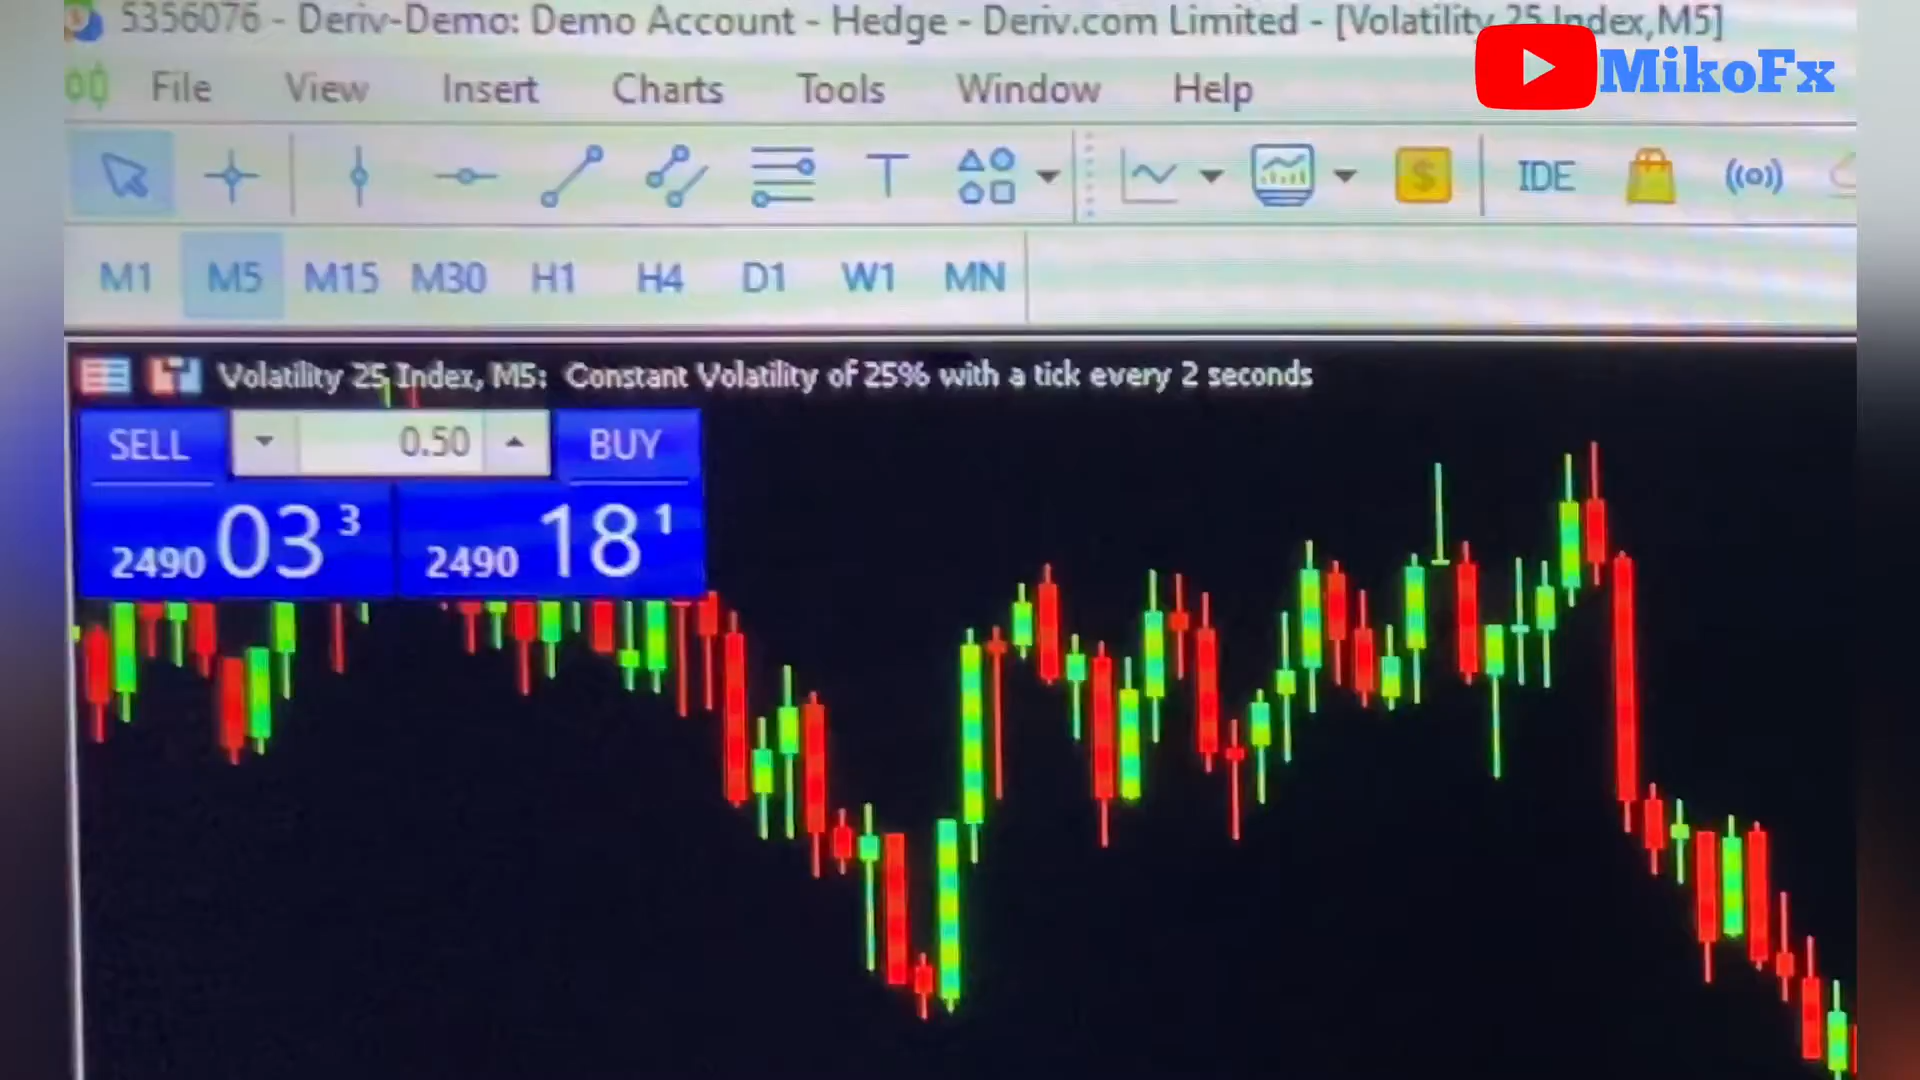 5356076 - Deriv-Demo: Demo Account - Hedge - Deriv.com Limited - [Volatility 25 Index,M5]
MikoFx
File View Insert Charts Tools Window Help
T $ IDE
M1 M5 M15 M30 H1 H4 D1 W1 MN
Volatility 25 Index, M5: Constant Volatility of 25% with a tick every 2 seconds
SELL 0.50 BUY
2490 03 3 2490 18 1